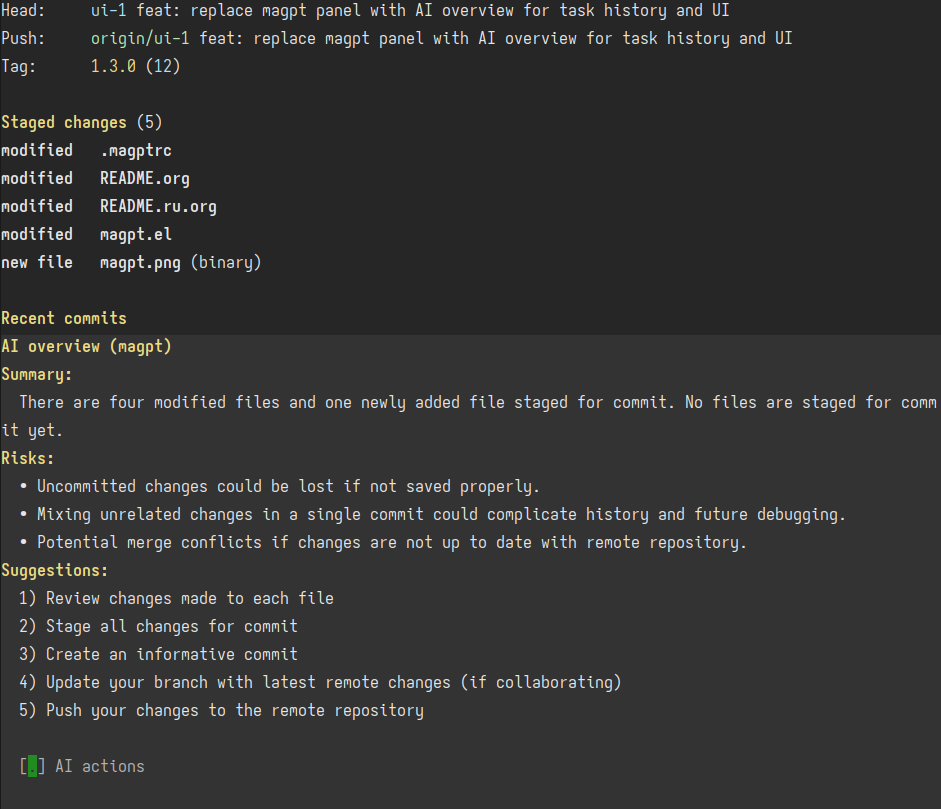 Head:     ui-1 feat: replace magpt panel with AI overview for task history and UI
Push:     origin/ui-1 feat: replace magpt panel with AI overview for task history and UI
Tag:      1.3.0 (12)
Staged changes (5)
modified   .magptrc
modified   README.org
modified   README.ru.org
modified   magpt.el
new file   magpt.png (binary)
Recent commits
AI overview (magpt)
Summary:
  There are four modified files and one newly added file staged for commit. No files are staged for comm
it yet.
Risks:
  • Uncommitted changes could be lost if not saved properly.
  • Mixing unrelated changes in a single commit could complicate history and future debugging.
  • Potential merge conflicts if changes are not up to date with remote repository.
Suggestions:
  1) Review changes made to each file
  2) Stage all changes for commit
  3) Create an informative commit
  4) Update your branch with latest remote changes (if collaborating)
  5) Push your changes to the remote repository
  [.] AI actions